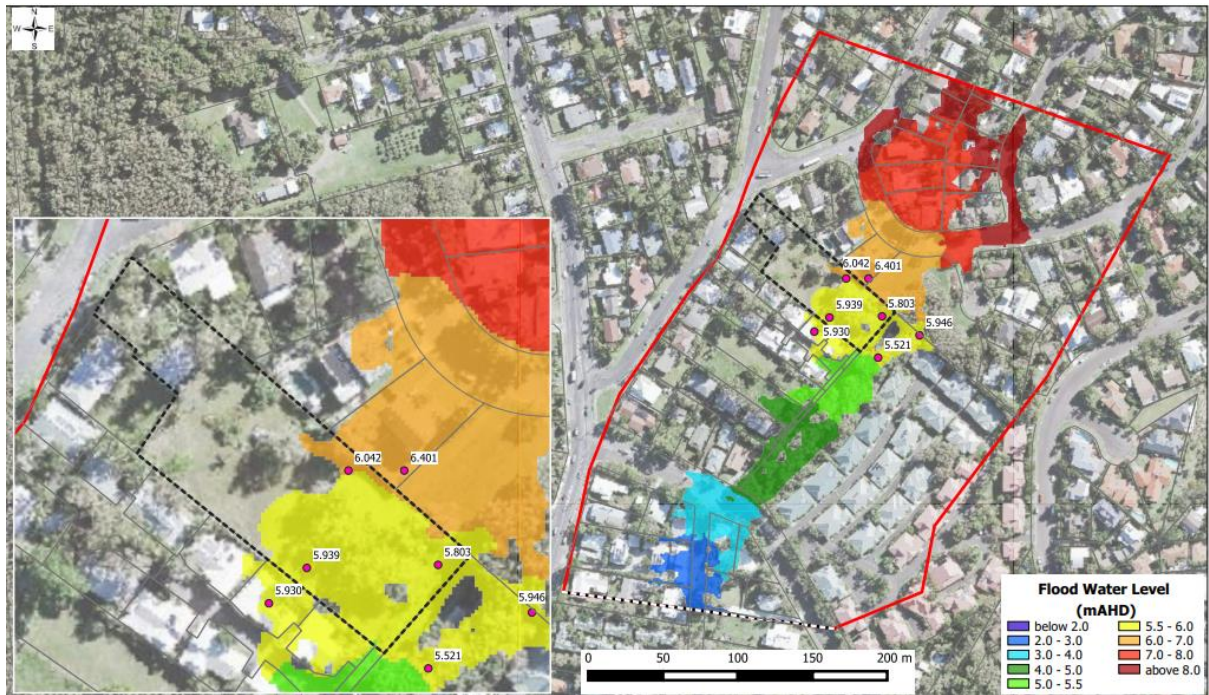 N
W E
S
6.042
6.401
5.939
5.803
5.930
5.946
5.521
6.042
6.401
5.939
5.803
5.930
5.946
5.521
0 50 100 150 200 m
Flood Water Level
(mAHD)
below 2.0
2.0 - 3.0
3.0 - 4.0
4.0 - 5.0
5.0 - 5.5
5.5 - 6.0
6.0 - 7.0
7.0 - 8.0
above 8.0